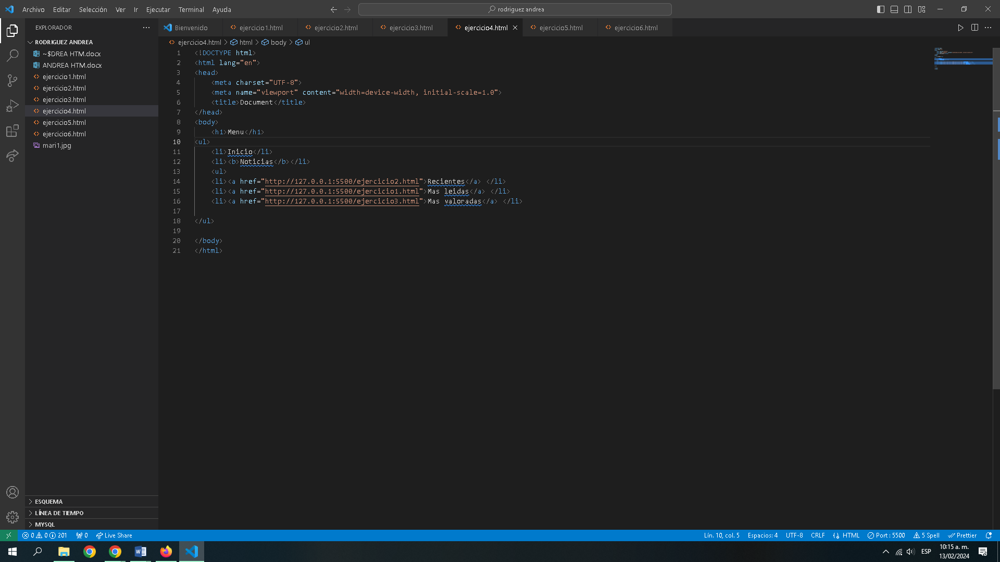 Archivo Editar Selección Ver Ir Ejecutar Terminal Ayuda
rodriguez andrea
EXPLORADOR
RODRIGUEZ ANDREA
~$DREA HTM.docx
ANDREA HTM.docx
ejercicio1.html
ejercicio2.html
ejercicio3.html
ejercicio4.html
ejercicio5.html
ejercicio6.html
mari1.jpg
ESQUEMA
LÍNEA DE TIEMPO
MYSQL
Bienvenido ejercicio1.html ejercicio2.html ejercicio3.html ejercicio4.html ejercicio5.html ejercicio6.html
ejercicio4.html > html > body > ul
1 <!DOCTYPE html>
2 <html lang="en">
3 <head>
4 <meta charset="UTF-8">
5 <meta name="viewport" content="width=device-width, initial-scale=1.0">
6 <title>Document</title>
7 </head>
8 <body>
9 <h1>Menu</h1>
10 <ul>
11 <li>Inicio</li>
12 <li><b>Noticias</b></li>
13 <ul>
14 <li><a href="http://127.0.0.1:5500/ejercicio2.html">Recientes</a> </li>
15 <li><a href="http://127.0.0.1:5500/ejercicio1.html">Mas leidas</a> </li>
16 <li><a href="http://127.0.0.1:5500/ejercicio3.html">Mas valoradas</a> </li>
17
18 </ul>
19
20 </body>
21 </html>
0 0 201 0 Live Share
Lín. 10, col. 5 Espacios: 4 UTF-8 CRLF HTML Port : 5500 5 Spell Prettier
ESP
10:15 a. m.
13/02/2024